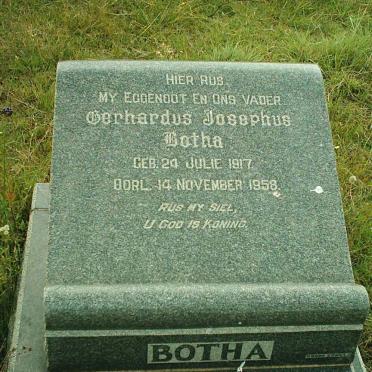 HIER RUS
MY EGGENOOT EN ONS VADER
Gerhardus Josephus
Botha
GEB. 24 JULIE 1917
OORL. 14 NOVEMBER 1958.
RUS MY SIEL,
U GOD IS KONING.
BOTHA